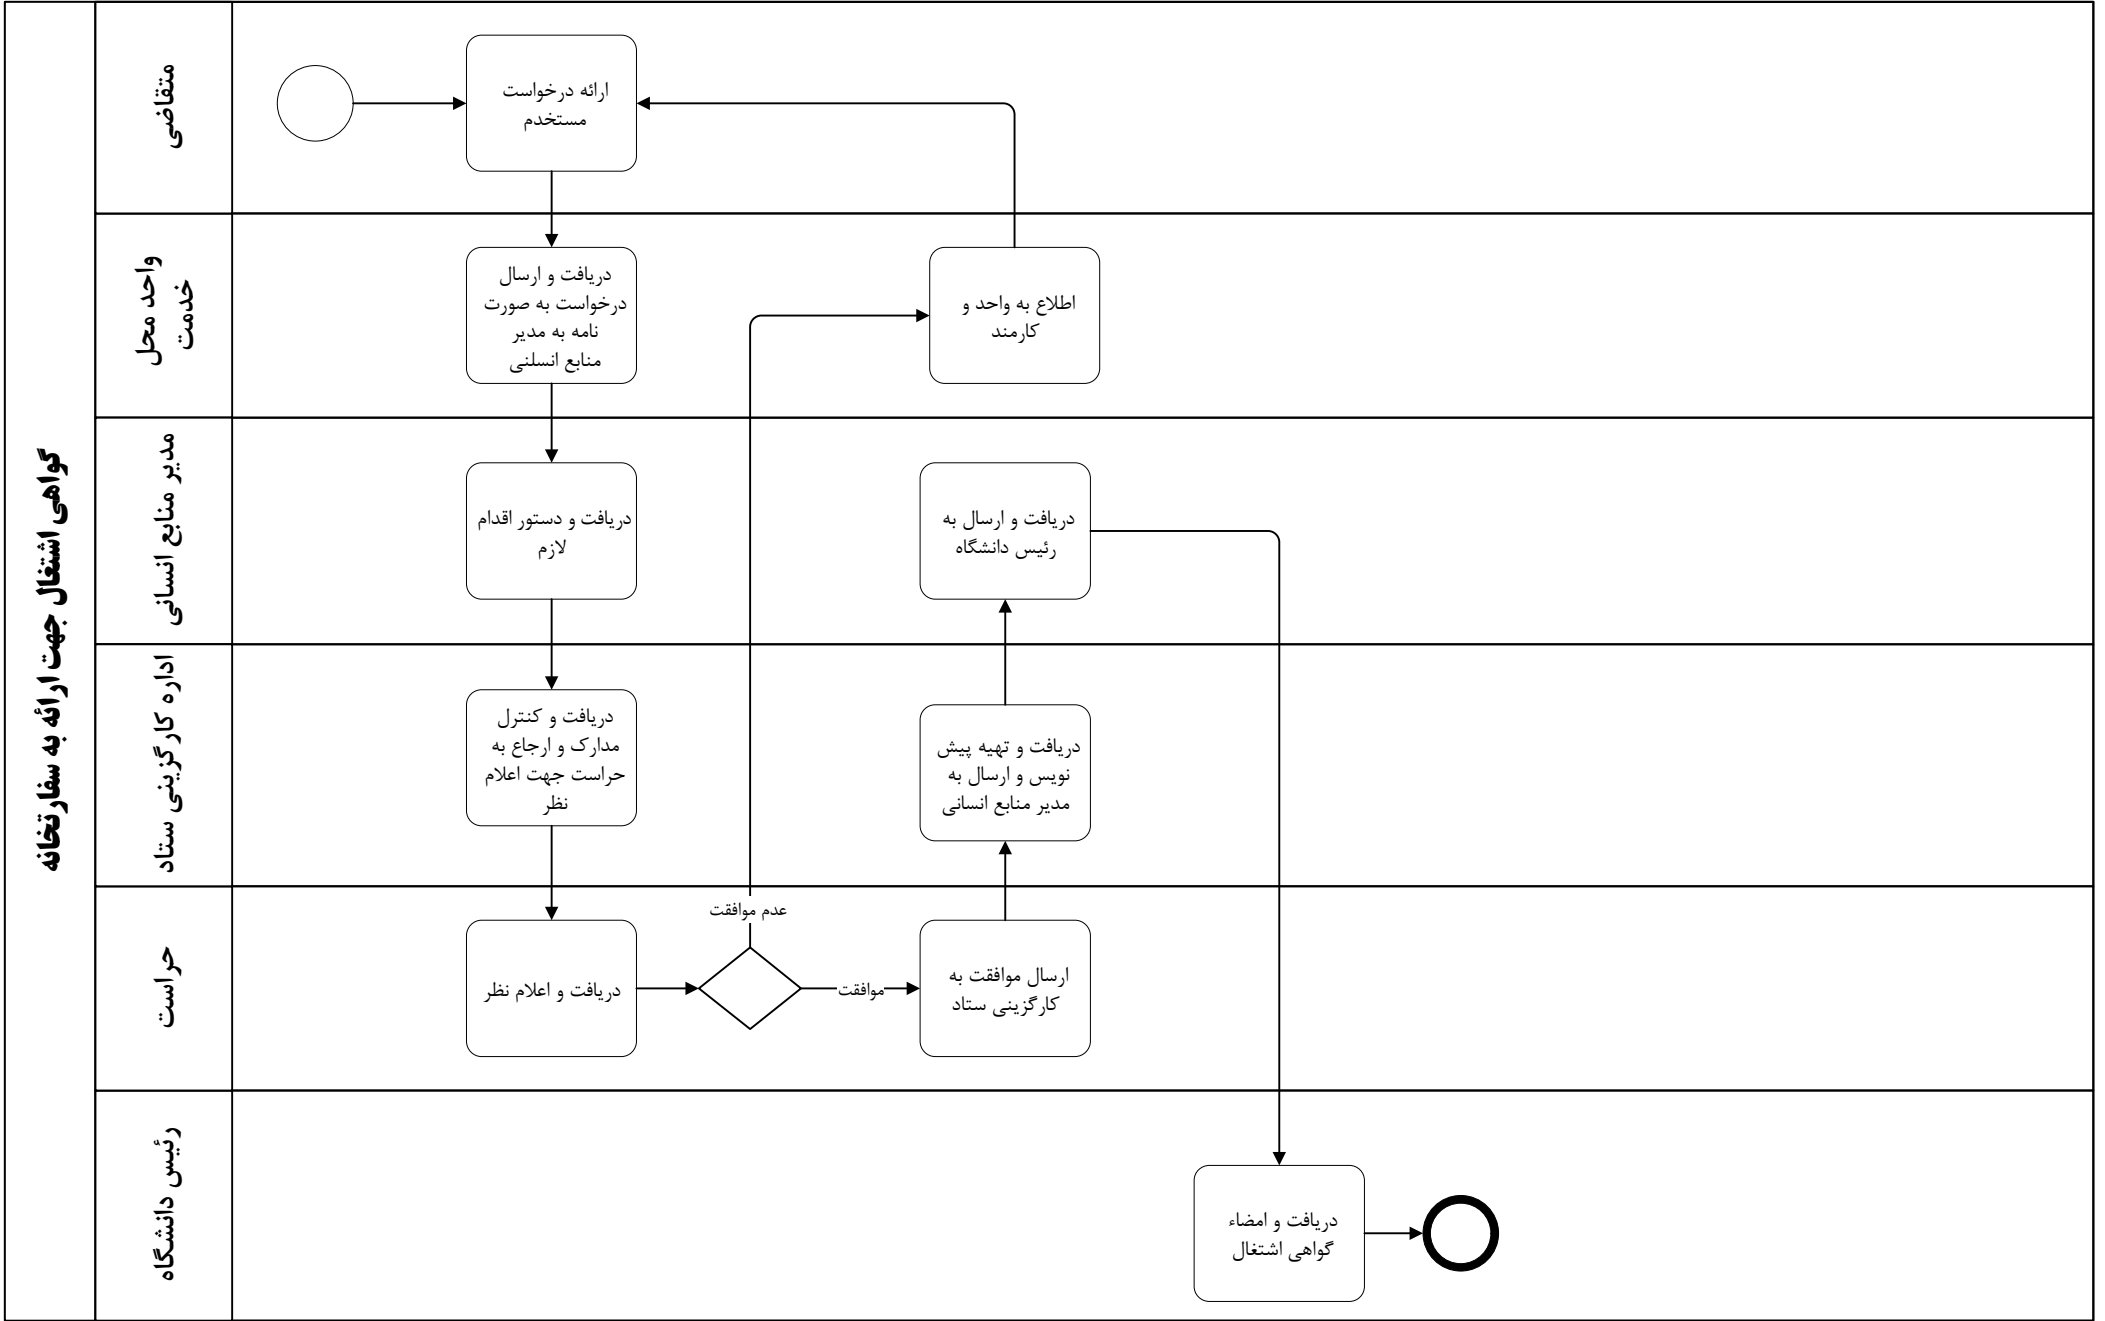 گواهی اشتغال جهت ارائه به سفارتخانه
متقاضی
ارائه درخواست
مستخدم
واحد محل
خدمت
دریافت و ارسال
درخواست به صورت
نامه به مدیر
منابع انسلنی
اطلاع به واحد و
کارمند
مدیر منابع انسانی
دریافت و دستور اقدام
لازم
دریافت و ارسال به
رئیس دانشگاه
اداره کارگزینی ستاد
دریافت و کنترل
مدارک و ارجاع به
حراست جهت اعلام
نظر
دریافت و تهیه پیش
نویس و ارسال به
مدیر منابع انسانی
حراست
دریافت و اعلام نظر
عدم موافقت
موافقت
ارسال موافقت به
کارگزینی ستاد
رئیس دانشگاه
دریافت و امضاء
گواهی اشتغال